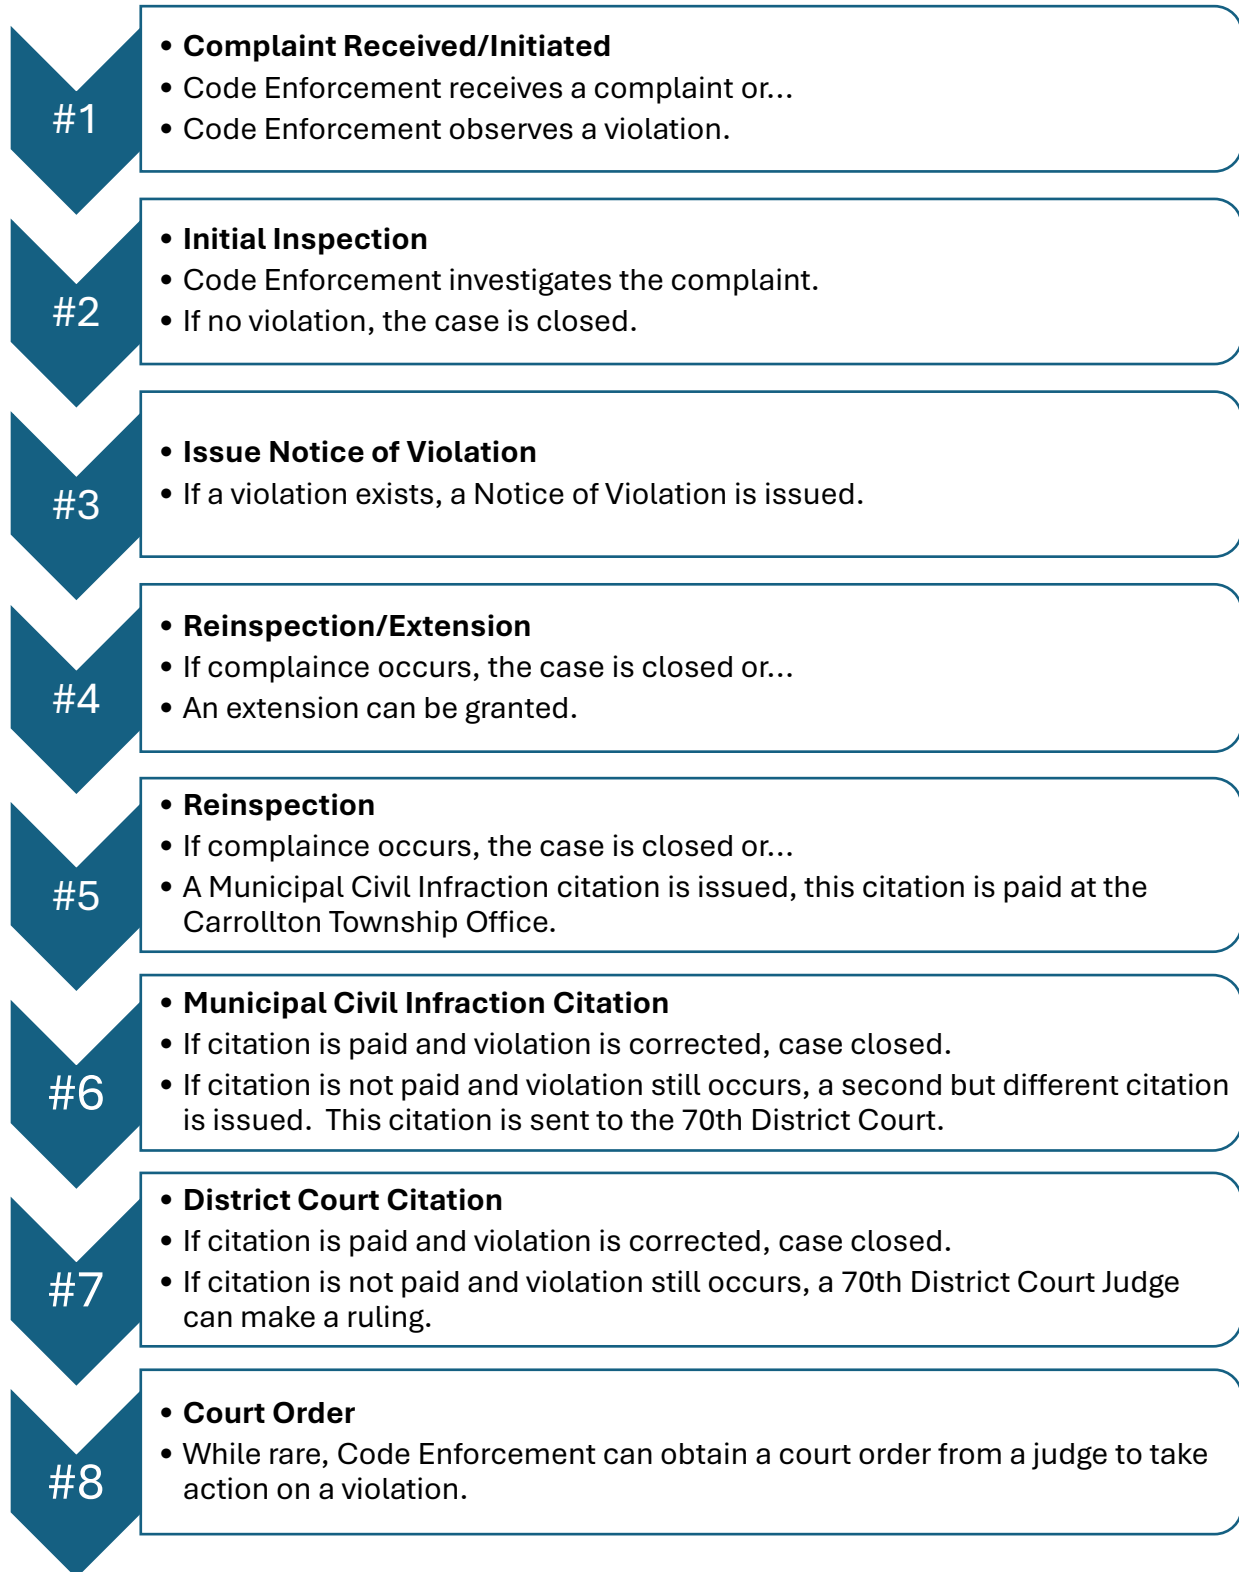 #1
• Complaint Received/Initiated
• Code Enforcement receives a complaint or...
• Code Enforcement observes a violation.
#2
• Initial Inspection
• Code Enforcement investigates the complaint.
• If no violation, the case is closed.
#3
• Issue Notice of Violation
• If a violation exists, a Notice of Violation is issued.
#4
• Reinspection/Extension
• If complaince occurs, the case is closed or...
• An extension can be granted.
#5
• Reinspection
• If complaince occurs, the case is closed or...
• A Municipal Civil Infraction citation is issued, this citation is paid at the
Carrollton Township Office.
#6
• Municipal Civil Infraction Citation
• If citation is paid and violation is corrected, case closed.
• If citation is not paid and violation still occurs, a second but different citation
is issued.  This citation is sent to the 70th District Court.
#7
• District Court Citation
• If citation is paid and violation is corrected, case closed.
• If citation is not paid and violation still occurs, a 70th District Court Judge
can make a ruling.
#8
• Court Order
• While rare, Code Enforcement can obtain a court order from a judge to take
action on a violation.